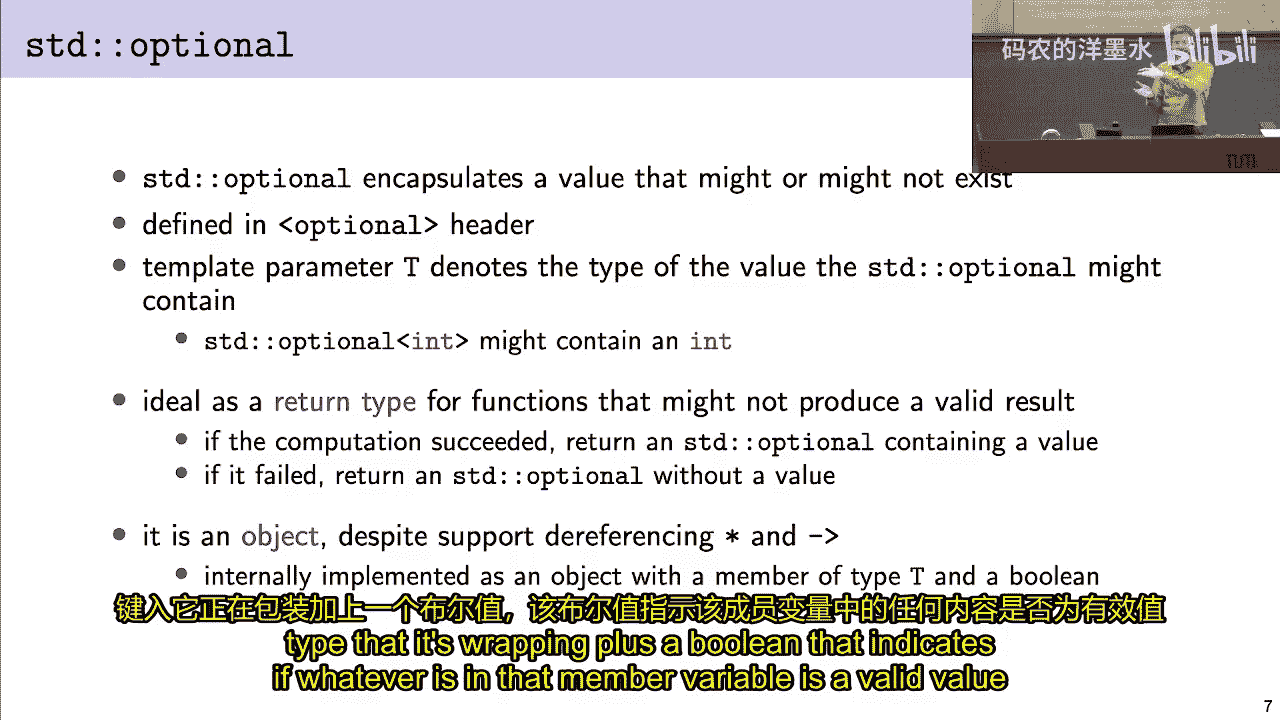 std::optional
码农的洋墨水 bilibili
TUM
• std::optional encapsulates a value that might or might not exist
• defined in <optional> header
• template parameter T denotes the type of the value the std::optional might
contain
• std::optional<int> might contain an int
• ideal as a return type for functions that might not produce a valid result
• if the computation succeeded, return an std::optional containing a value
• if it failed, return an std::optional without a value
• it is an object, despite support dereferencing * and ->
• internally implemented as an object with a member of type T and a boolean
键入它正在包装加上一个布尔值，该布尔值指示该成员变量中的任何内容是否为有效值
type that it's wrapping plus a boolean that indicates
if whatever is in that member variable is a valid value
7